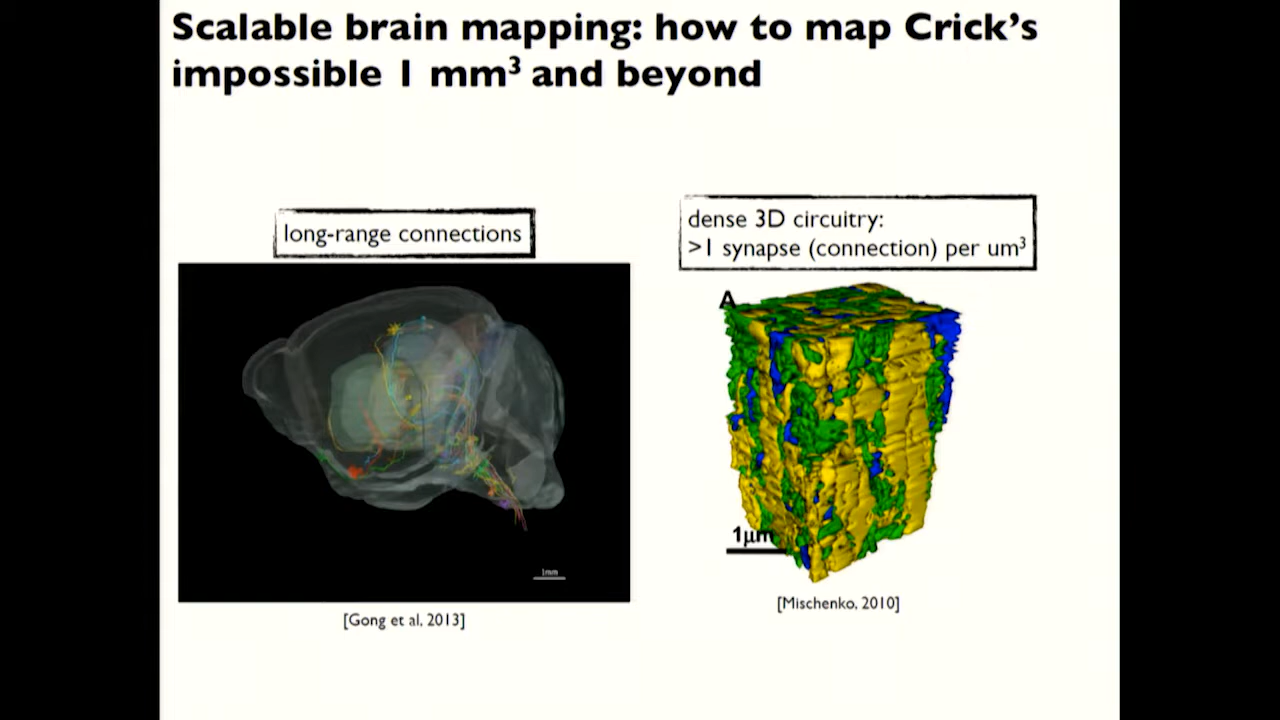 Scalable brain mapping: how to map Crick's
impossible 1 mm³ and beyond
long-range connections
dense 3D circuitry:
>1 synapse (connection) per um³
A
1μm
1mm
[Gong et al, 2013]
[Mischenko, 2010]